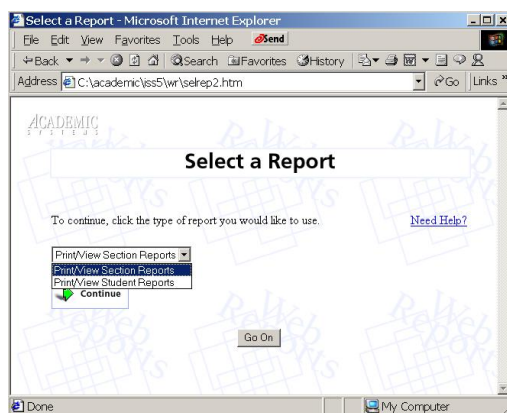 Select a Report - Microsoft Internet Explorer
File Edit View Favorites Tools Help Send
Back Search Favorites History
Address C:\academic\iss5\wr\selrep2.htm Go Links »
ACADEMIC
SYSTEMS
Select a Report
To continue, click the type of report you would like to use. Need Help?
Print/View Section Reports
Print/View Section Reports
Print/View Student Reports
Continue
Go On
Done My Computer